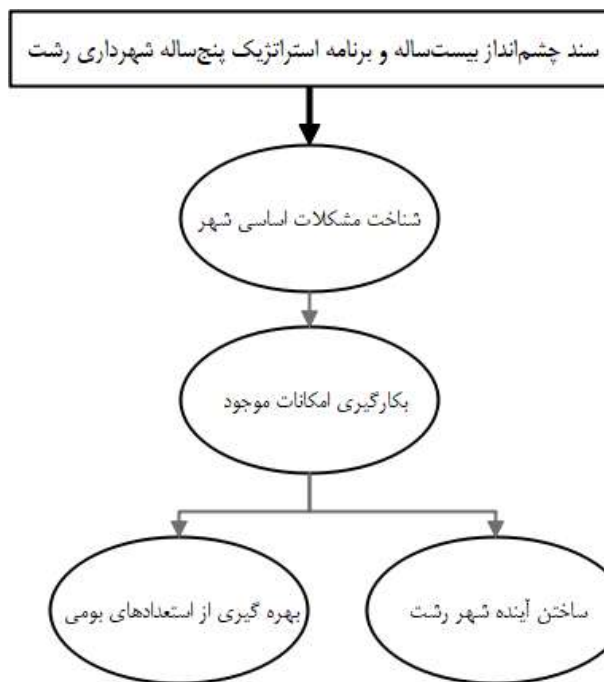 سند چشم‌انداز بیست‌ساله و برنامه استراتژیک پنج‌ساله شهرداری رشت
شناخت مشکلات اساسی شهر
بکارگیری امکانات موجود
ساختن آینده شهر رشت
بهره گیری از استعدادهای بومی